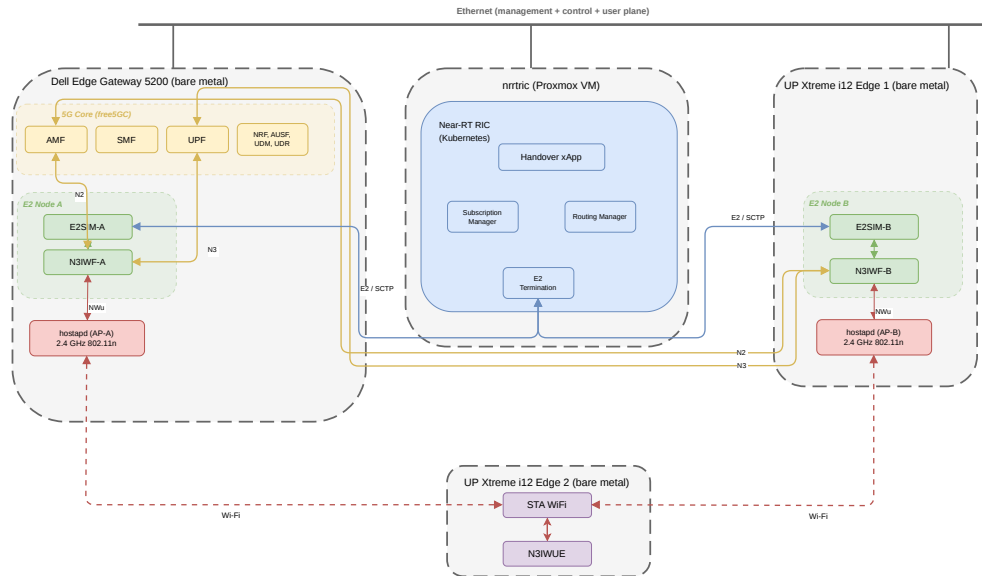 Ethernet (management + control + user plane)
Dell Edge Gateway 5200 (bare metal)
5G Core (free5GC)
AMF
SMF
UPF
NRF, AUSF,
UDM, UDR
N2
E2 Node A
E2SIM-A
N3IWF-A
N3
NWu
hostapd (AP-A)
2.4 GHz 802.11n
E2 / SCTP
nrrtric (Proxmox VM)
Near-RT RIC
(Kubernetes)
Handover xApp
Subscription
Manager
Routing Manager
E2
Termination
E2 / SCTP
N2
N3
UP Xtreme i12 Edge 1 (bare metal)
E2 Node B
E2SIM-B
N3IWF-B
NWu
hostapd (AP-B)
2.4 GHz 802.11n
UP Xtreme i12 Edge 2 (bare metal)
STA WiFi
N3IWUE
Wi-Fi
Wi-Fi